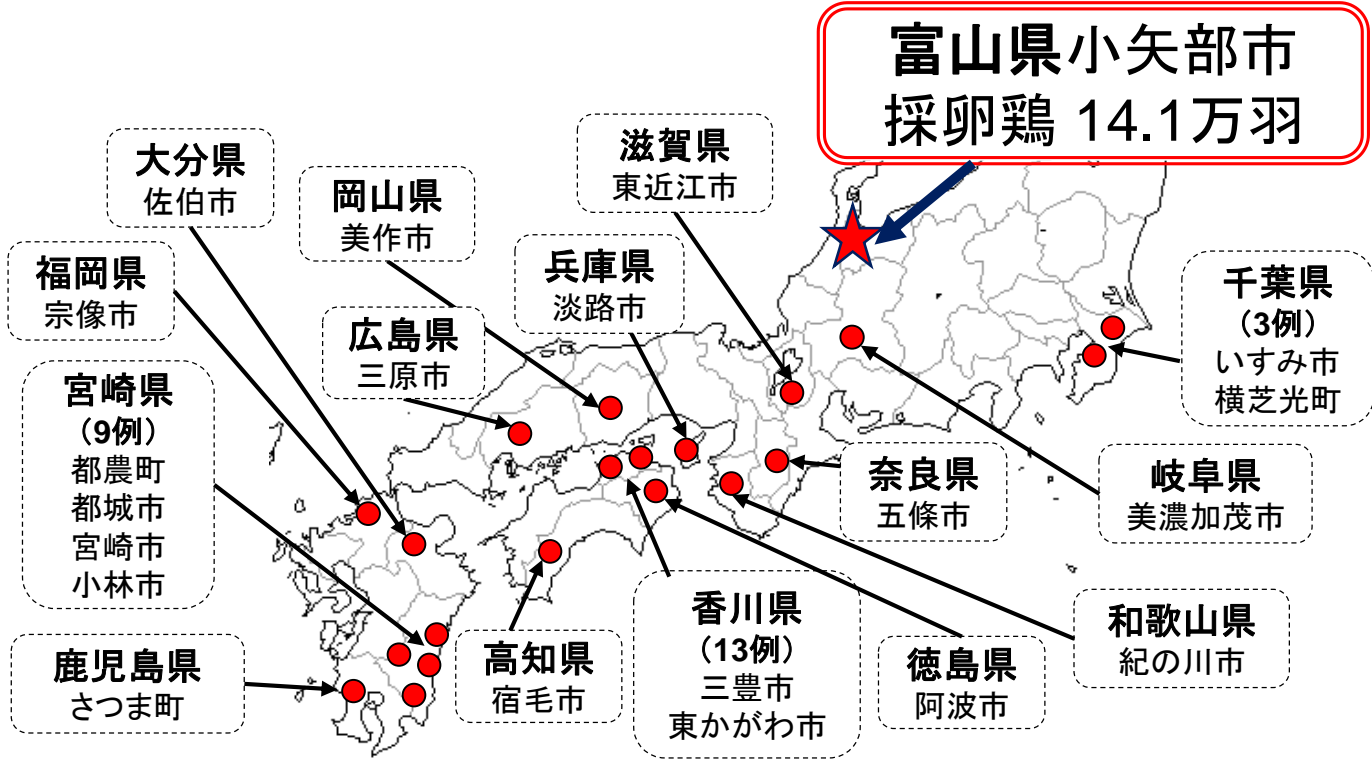 富山県小矢部市
採卵鶏 14.1万羽
大分県
佐伯市
岡山県
美作市
滋賀県
東近江市
福岡県
宗像市
広島県
三原市
兵庫県
淡路市
千葉県
（3例）
いすみ市
横芝光町
宮崎県
（9例）
都農町
都城市
宮崎市
小林市
奈良県
五條市
岐阜県
美濃加茂市
鹿児島県
さつま町
高知県
宿毛市
香川県
（13例）
三豊市
東かがわ市
徳島県
阿波市
和歌山県
紀の川市